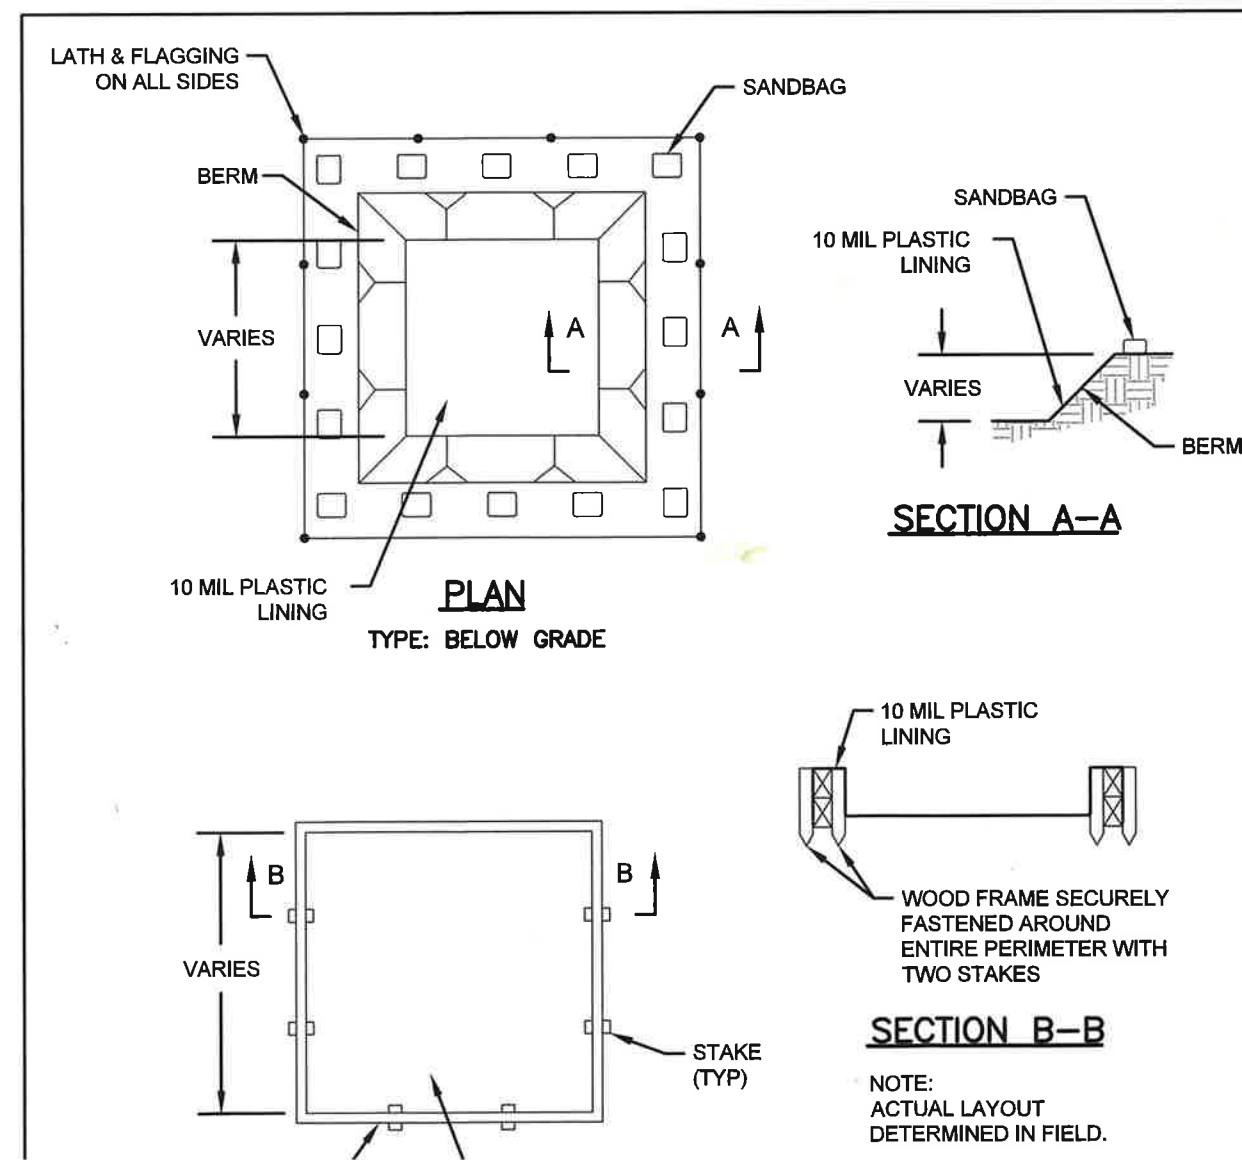 LATH & FLAGGING
ON ALL SIDES
SANDBAG
BERM
VARIES
A
A
10 MIL PLASTIC
LINING
PLAN
TYPE: BELOW GRADE
SANDBAG
10 MIL PLASTIC
LINING
VARIES
BERM
SECTION A-A
10 MIL PLASTIC
LINING
WOOD FRAME SECURELY
FASTENED AROUND
ENTIRE PERIMETER WITH
TWO STAKES
SECTION B-B
NOTE:
ACTUAL LAYOUT
DETERMINED IN FIELD.
B
B
VARIES
STAKE
(TYP)